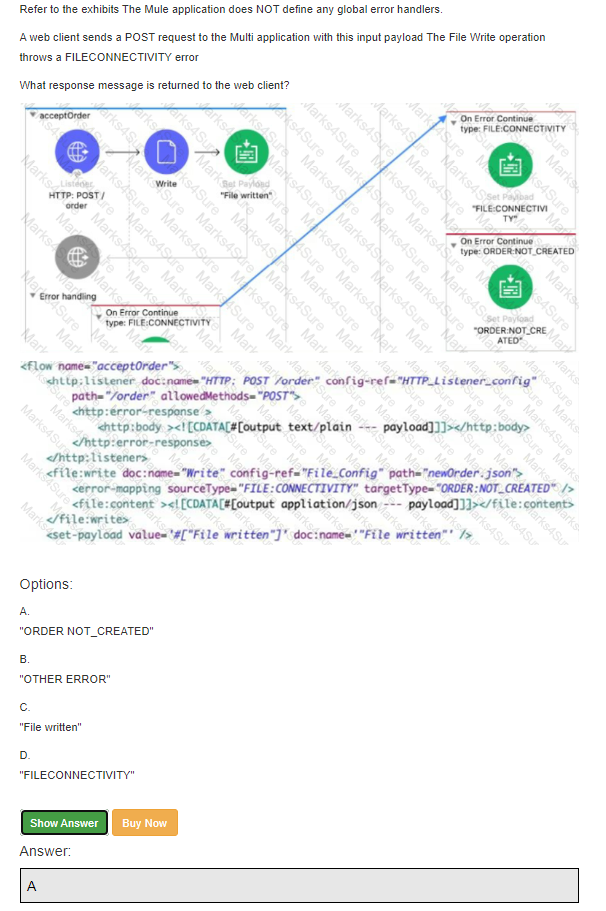 Refer to the exhibits The Mule application does NOT define any global error handlers.
A web client sends a POST request to the Multi application with this input payload The File Write operation
throws a FILECONNECTIVITY error
What response message is returned to the web client?
acceptOrder
Listener
HTTP: POST /
order
Write
Set Payload
"File written"
Error handling
On Error Continue
type: FILE:CONNECTIVITY
On Error Continue
type: FILE:CONNECTIVITY
Set Payload
"FILE:CONNECTIVI
TY"
On Error Continue
type: ORDER:NOT_CREATED
Set Payload
"ORDER:NOT_CRE
ATED"
<flow name="acceptOrder">
<http:listener doc:name="HTTP: POST /order" config-ref="HTTP_Listener_config"
path="/order" allowedMethods="POST">
<http:error-response >
<http:body ><![CDATA[#[output text/plain --- payload]]]></http:body>
</http:error-response>
</http:listener>
<file:write doc:name="Write" config-ref="File_Config" path="newOrder.json">
<error-mapping sourceType="FILE:CONNECTIVITY" targetType="ORDER:NOT_CREATED" />
<file:content ><![CDATA[#[output appliation/json --- payload]]]></file:content>
</file:write>
<set-payload value='#["File written"]' doc:name='"File written"' />
Options:
A.
"ORDER NOT_CREATED"
B.
"OTHER ERROR"
C.
"File written"
D.
"FILECONNECTIVITY"
Show Answer
Buy Now
Answer:
A